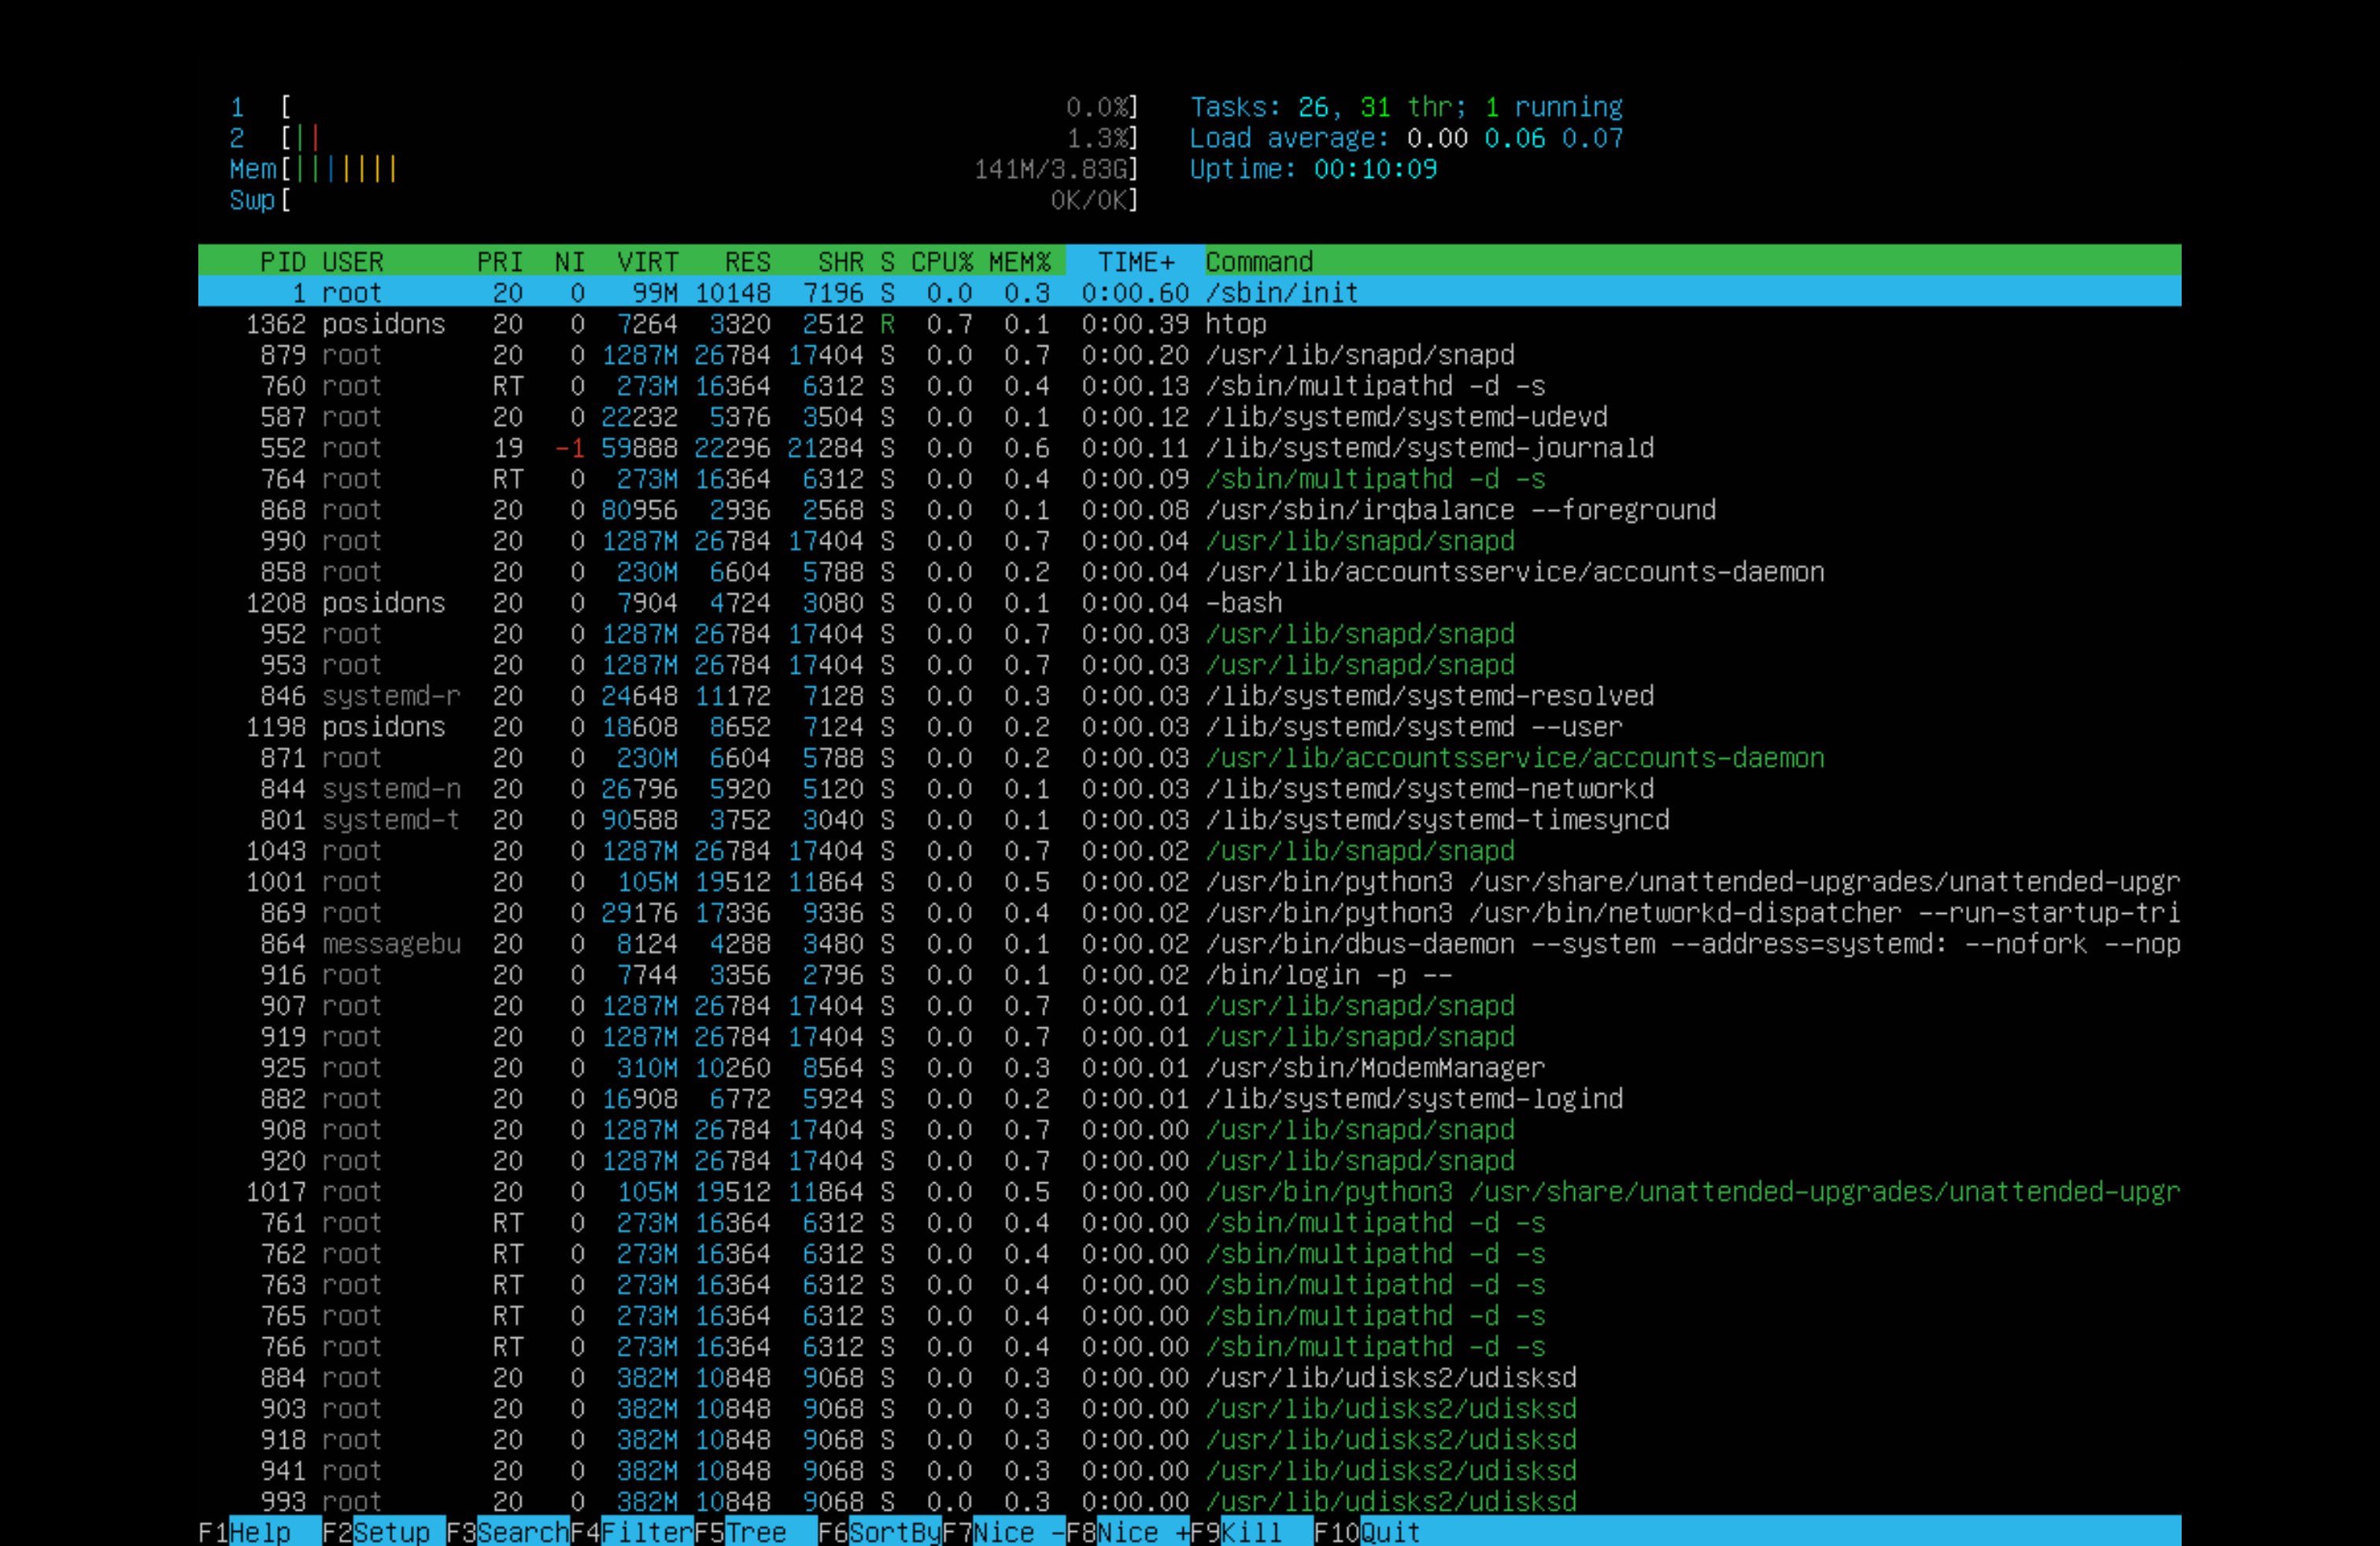 1 [ 0.0%] Tasks: 26, 31 thr; 1 running
2 [|| 1.3%] Load average: 0.00 0.06 0.07
Mem[||||||| 141M/3.83G] Uptime: 00:10:09
Swp[ 0K/0K]
PID USER PRI NI VIRT RES SHR S CPU% MEM% TIME+ Command
1 root 20 0 99M 10148 7196 S 0.0 0.3 0:00.60 /sbin/init
1362 posidons 20 0 7264 3320 2512 R 0.7 0.1 0:00.39 htop
879 root 20 0 1287M 26784 17404 S 0.0 0.7 0:00.20 /usr/lib/snapd/snapd
760 root RT 0 273M 16364 6312 S 0.0 0.4 0:00.13 /sbin/multipathd -d -s
587 root 20 0 22232 5376 3504 S 0.0 0.1 0:00.12 /lib/systemd/systemd-udevd
552 root 19 -1 59888 22296 21284 S 0.0 0.6 0:00.11 /lib/systemd/systemd-journald
764 root RT 0 273M 16364 6312 S 0.0 0.4 0:00.09 /sbin/multipathd -d -s
868 root 20 0 80956 2936 2568 S 0.0 0.1 0:00.08 /usr/sbin/irqbalance --foreground
990 root 20 0 1287M 26784 17404 S 0.0 0.7 0:00.04 /usr/lib/snapd/snapd
858 root 20 0 230M 6604 5788 S 0.0 0.2 0:00.04 /usr/lib/accountsservice/accounts-daemon
1208 posidons 20 0 7904 4724 3080 S 0.0 0.1 0:00.04 -bash
952 root 20 0 1287M 26784 17404 S 0.0 0.7 0:00.03 /usr/lib/snapd/snapd
953 root 20 0 1287M 26784 17404 S 0.0 0.7 0:00.03 /usr/lib/snapd/snapd
846 systemd-r 20 0 24648 11172 7128 S 0.0 0.3 0:00.03 /lib/systemd/systemd-resolved
1198 posidons 20 0 18608 8652 7124 S 0.0 0.2 0:00.03 /lib/systemd/systemd --user
871 root 20 0 230M 6604 5788 S 0.0 0.2 0:00.03 /usr/lib/accountsservice/accounts-daemon
844 systemd-n 20 0 26796 5920 5120 S 0.0 0.1 0:00.03 /lib/systemd/systemd-networkd
801 systemd-t 20 0 90588 3752 3040 S 0.0 0.1 0:00.03 /lib/systemd/systemd-timesyncd
1043 root 20 0 1287M 26784 17404 S 0.0 0.7 0:00.02 /usr/lib/snapd/snapd
1001 root 20 0 105M 19512 11864 S 0.0 0.5 0:00.02 /usr/bin/python3 /usr/share/unattended-upgrades/unattended-upgr
869 root 20 0 29176 17336 9336 S 0.0 0.4 0:00.02 /usr/bin/python3 /usr/bin/networkd-dispatcher --run-startup-tri
864 messagebu 20 0 8124 4288 3480 S 0.0 0.1 0:00.02 /usr/bin/dbus-daemon --system --address=systemd: --nofork --nop
916 root 20 0 7744 3356 2796 S 0.0 0.1 0:00.02 /bin/login -p --
907 root 20 0 1287M 26784 17404 S 0.0 0.7 0:00.01 /usr/lib/snapd/snapd
919 root 20 0 1287M 26784 17404 S 0.0 0.7 0:00.01 /usr/lib/snapd/snapd
925 root 20 0 310M 10260 8564 S 0.0 0.3 0:00.01 /usr/sbin/ModemManager
882 root 20 0 16908 6772 5924 S 0.0 0.2 0:00.01 /lib/systemd/systemd-logind
908 root 20 0 1287M 26784 17404 S 0.0 0.7 0:00.00 /usr/lib/snapd/snapd
920 root 20 0 1287M 26784 17404 S 0.0 0.7 0:00.00 /usr/lib/snapd/snapd
1017 root 20 0 105M 19512 11864 S 0.0 0.5 0:00.00 /usr/bin/python3 /usr/share/unattended-upgrades/unattended-upgr
761 root RT 0 273M 16364 6312 S 0.0 0.4 0:00.00 /sbin/multipathd -d -s
762 root RT 0 273M 16364 6312 S 0.0 0.4 0:00.00 /sbin/multipathd -d -s
763 root RT 0 273M 16364 6312 S 0.0 0.4 0:00.00 /sbin/multipathd -d -s
765 root RT 0 273M 16364 6312 S 0.0 0.4 0:00.00 /sbin/multipathd -d -s
766 root RT 0 273M 16364 6312 S 0.0 0.4 0:00.00 /sbin/multipathd -d -s
884 root 20 0 382M 10848 9068 S 0.0 0.3 0:00.00 /usr/lib/udisks2/udisksd
903 root 20 0 382M 10848 9068 S 0.0 0.3 0:00.00 /usr/lib/udisks2/udisksd
918 root 20 0 382M 10848 9068 S 0.0 0.3 0:00.00 /usr/lib/udisks2/udisksd
941 root 20 0 382M 10848 9068 S 0.0 0.3 0:00.00 /usr/lib/udisks2/udisksd
993 root 20 0 382M 10848 9068 S 0.0 0.3 0:00.00 /usr/lib/udisks2/udisksd
F1Help F2Setup F3SearchF4FilterF5Tree F6SortByF7Nice -F8Nice +F9Kill F10Quit